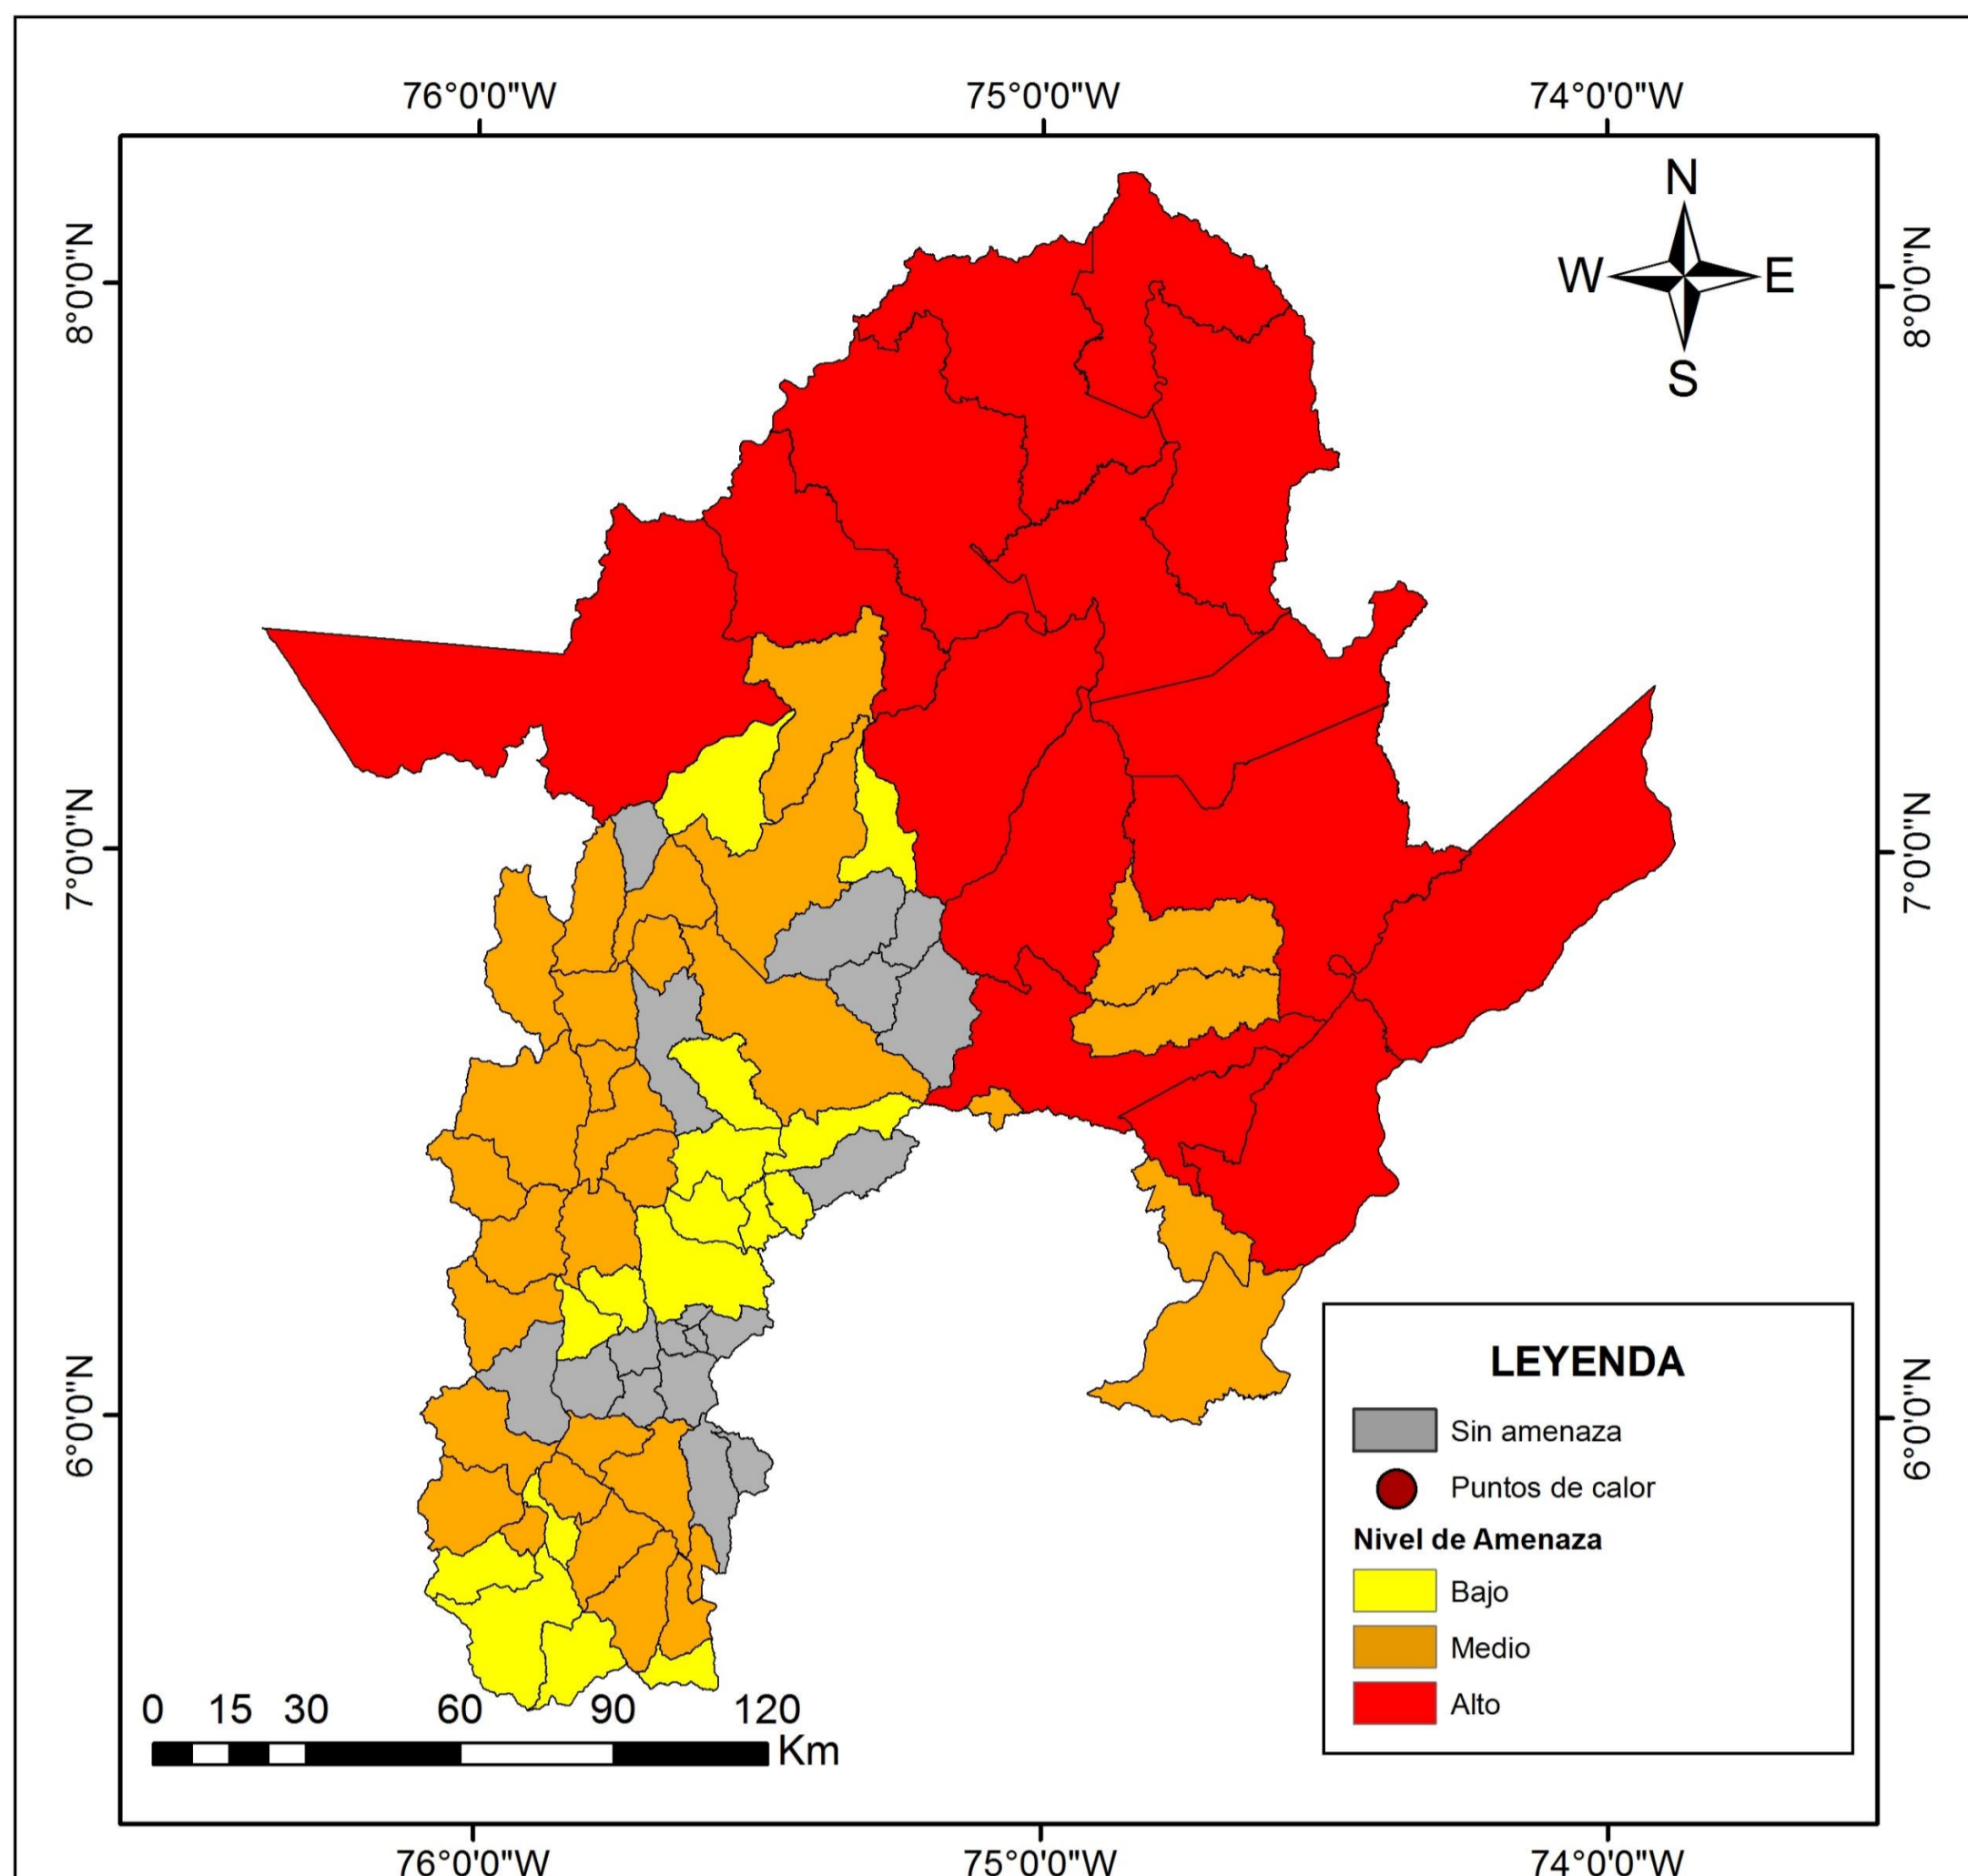 76°0'0"W 75°0'0"W 74°0'0"W
N
W E
S
8°0'0"N 8°0'0"N
7°0'0"N 7°0'0"N
6°0'0"N 6°0'0"N
LEYENDA
Sin amenaza
Puntos de calor
Nivel de Amenaza
Bajo
Medio
Alto
0 15 30 60 90 120
Km
76°0'0"W 75°0'0"W 74°0'0"W